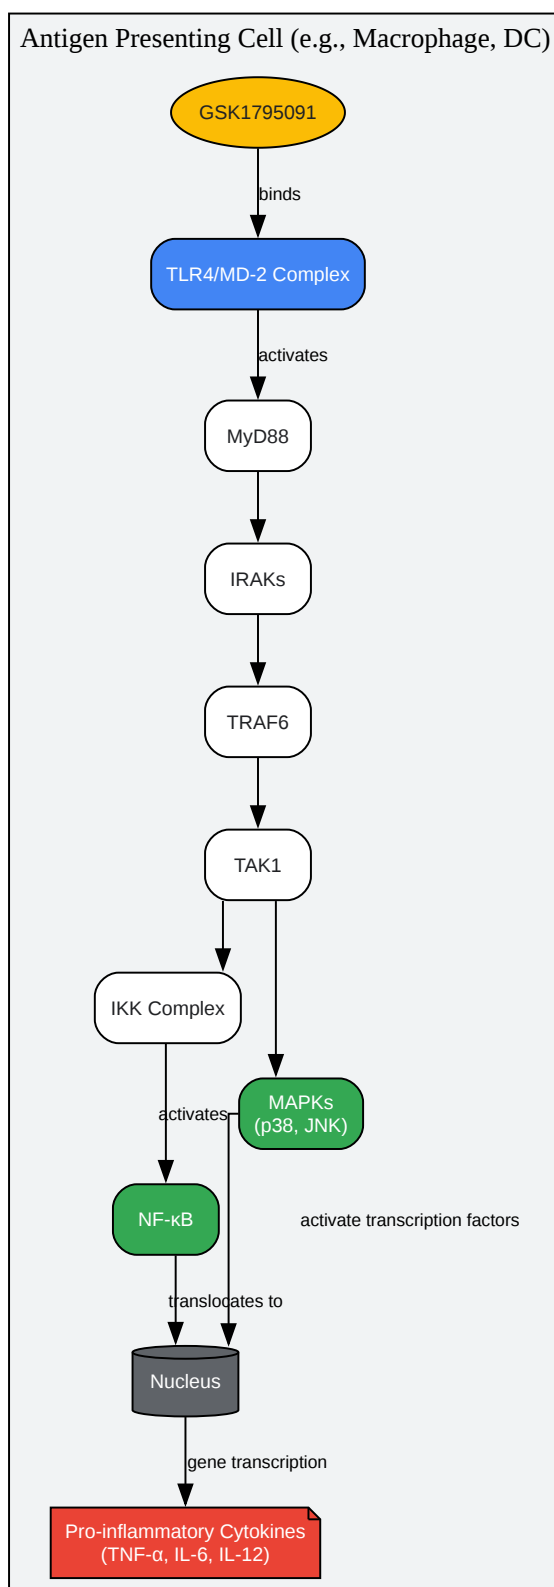 Antigen Presenting Cell (e.g., Macrophage, DC)
GSK1795091
binds
TLR4/MD-2 Complex
activates
MyD88
IRAKs
TRAF6
TAK1
IKK Complex
MAPKs
(p38, JNK)
activates
NF-κB
activate transcription factors
translocates to
Nucleus
gene transcription
Pro-inflammatory Cytokines
(TNF-α, IL-6, IL-12)